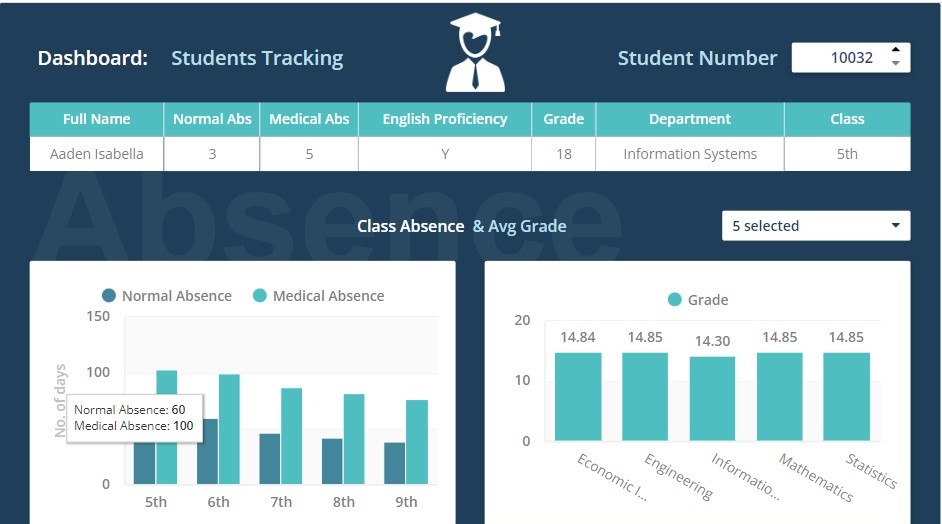 Dashboard: Students Tracking
Student Number 10032
Full Name Normal Abs Medical Abs English Proficiency Grade Department Class
Aaden Isabella 3 5 Y 18 Information Systems 5th
Absence
Class Absence & Avg Grade
5 selected
Normal Absence Medical Absence
150
100
0
No. of days
Normal Absence: 60
Medical Absence: 100
5th 6th 7th 8th 9th
Grade
20
10
0
14.84 14.85 14.30 14.85 14.85
Economic I... Engineering Informatio... Mathematics Statistics